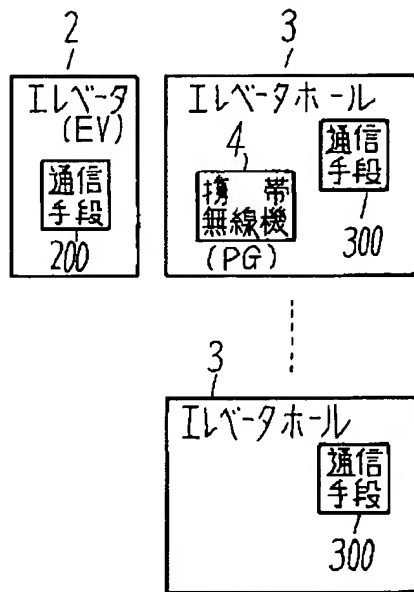 2
エレベータ
(EV)
通信
手段
200
3
エレベータホール
4
携帯
無線機
(PG)
通信
手段
300
3
エレベータホール
通信
手段
300